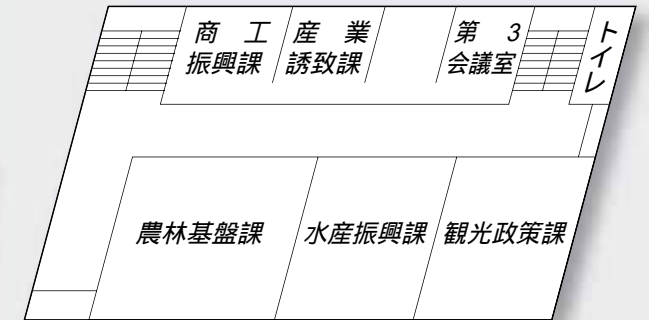 商工
振興課
産業
誘致課
第3
会議室
トイレ
農林基盤課
水産振興課
観光政策課